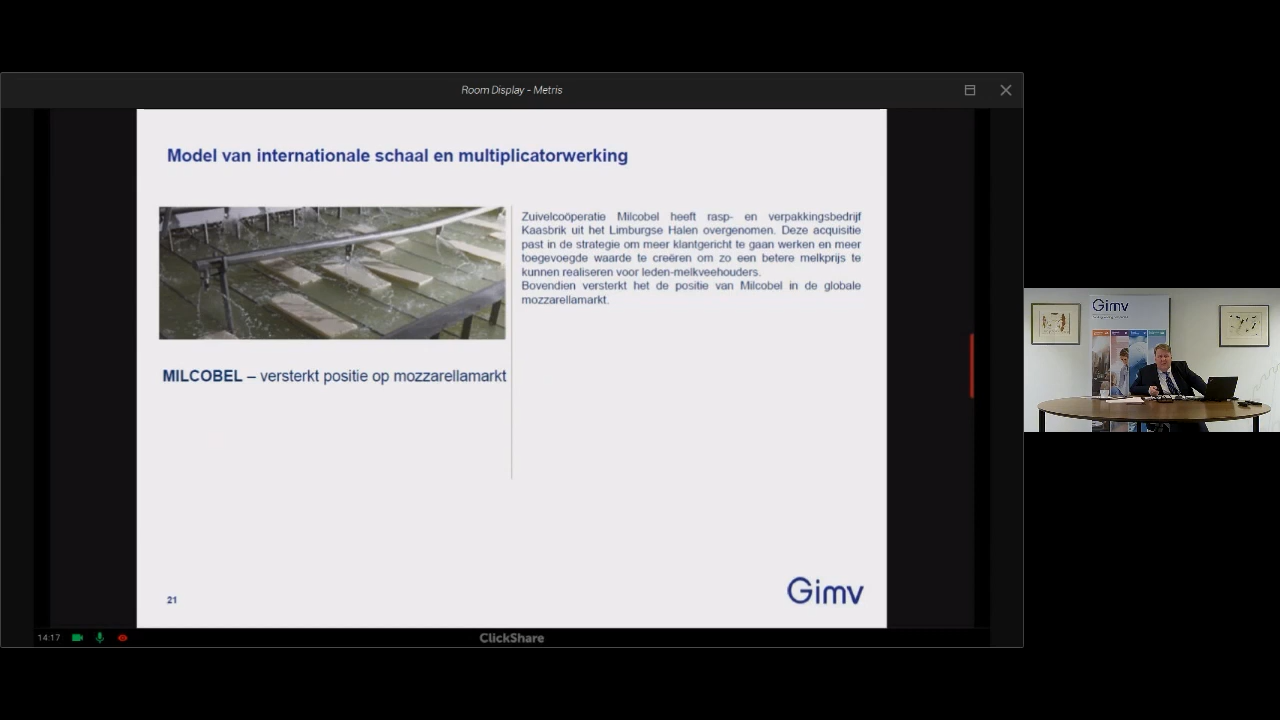 Room Display - Metris
Model van internationale schaal en multiplicatorwerking
Zuivelcoöperatie Milcobel heeft rasp- en verpakkingsbedrijf
Kaasbrik uit het Limburgse Halen overgenomen. Deze acquisitie
past in de strategie om meer klantgericht te gaan werken en meer
toegevoegde waarde te creëren om zo een betere melkprijs te
kunnen realiseren voor leden-melkveehouders.
Bovendien versterkt het de positie van Milcobel in de globale
mozzarellamarkt.
MILCOBEL – versterkt positie op mozzarellamarkt
21
Gimv
14:17
ClickShare
Gimv